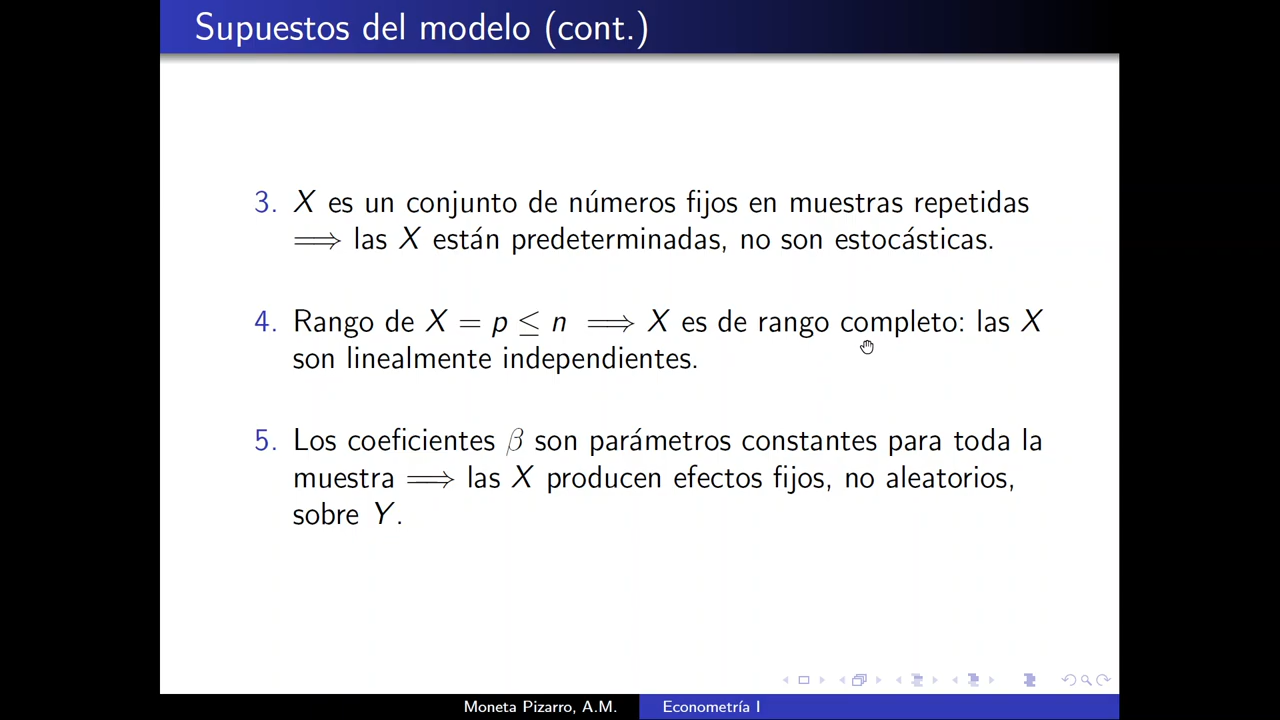 Supuestos del modelo (cont.)
3. X es un conjunto de números fijos en muestras repetidas
⟹ las X están predeterminadas, no son estocásticas.
4. Rango de X = p ≤ n ⟹ X es de rango completo: las X
son linealmente independientes.
5. Los coeficientes β son parámetros constantes para toda la
muestra ⟹ las X producen efectos fijos, no aleatorios,
sobre Y.
Moneta Pizarro, A.M. Econometría I